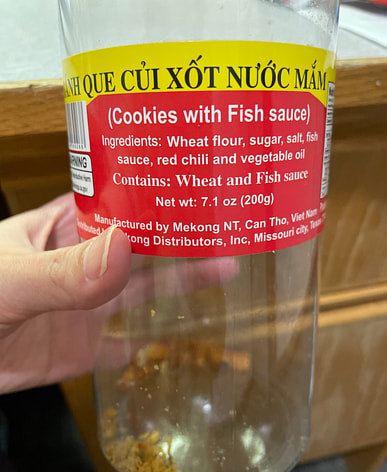 QUE CỦI XỐT NƯỚC MẮM
(Cookies with Fish sauce)
Ingredients: Wheat flour, sugar, salt, fish
sauce, red chili and vegetable oil
Contains: Wheat and Fish sauce
Net wt: 7.1 oz (200g)
Manufactured by Mekong NT, Can Tho, Viet Nam
Mekong Distributors, Inc, Missouri city,